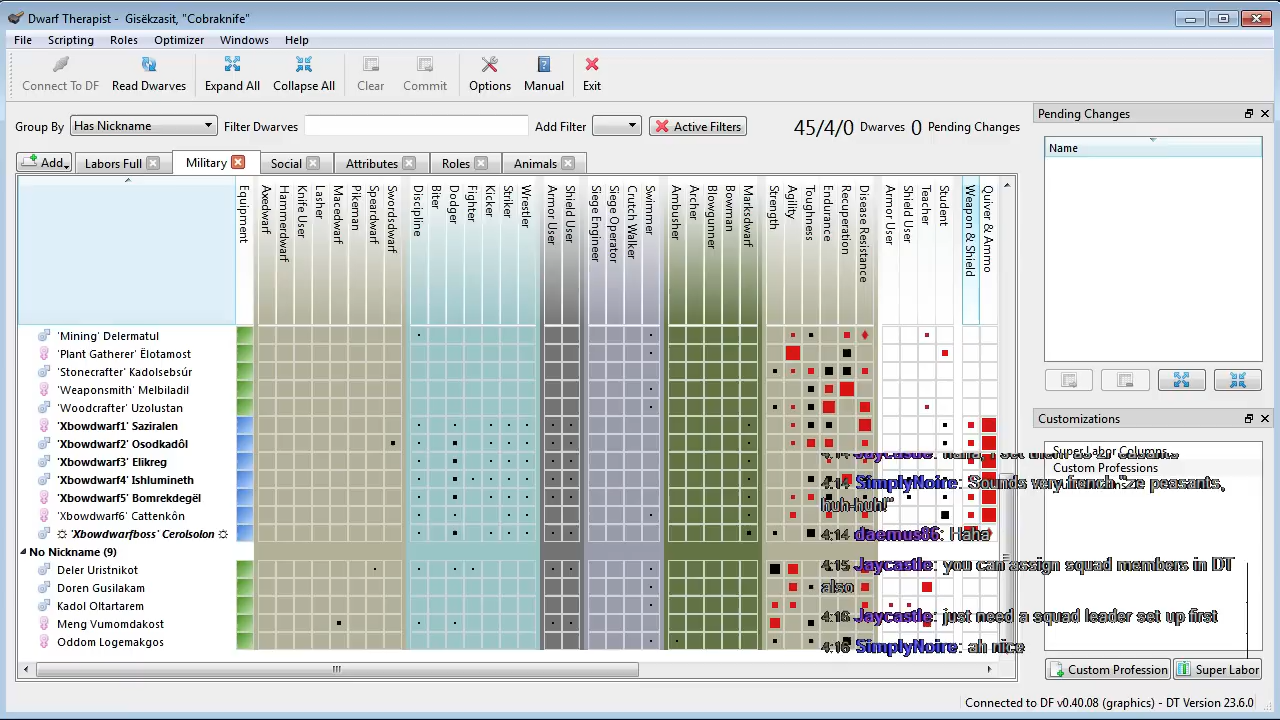 Dwarf Therapist - Gisëkzasit, "Cobraknife"
File Scripting Roles Optimizer Windows Help
Connect To DF Read Dwarves Expand All Collapse All Clear Commit Options Manual Exit
Group By Has Nickname Filter Dwarves Add Filter Active Filters 45/4/0 Dwarves 0 Pending Changes
Add... Labors Full Military Social Attributes Roles Animals
Equipment
Axedwarf
Hammerdwarf
Knife User
Lasher
Macedwarf
Pikeman
Speardwarf
Swordsdwarf
Discipline
Biter
Dodger
Fighter
Kicker
Striker
Wrestler
Armor User
Shield User
Siege Engineer
Siege Operator
Crutch Walker
Swimmer
Ambusher
Archer
Blowgunner
Bowman
Marksdwarf
Strength
Agility
Toughness
Endurance
Recuperation
Disease Resistance
Armor User
Shield User
Teacher
Student
Weapon & Shield
Quiver & Ammo
'Mining' Delermatul
'Plant Gatherer' Ëlotamost
'Stonecrafter' Kadolsebsúr
'Weaponsmith' Melbiladil
'Woodcrafter' Uzolustan
'Xbowdwarf1' Saziralen
'Xbowdwarf2' Osodkadôl
'Xbowdwarf3' Elikreg
'Xbowdwarf4' Ishlumineth
'Xbowdwarf5' Bomrekdegël
'Xbowdwarf6' Cattenkôn
'Xbowdwarfboss' Cerolsolon
No Nickname (9)
Deler Uristnikot
Doren Gusilakam
Kadol Oltartarem
Meng Vumomdakost
Oddom Logemakgos
Pending Changes
Name
Customizations
Super Labor Columns
Custom Professions
4:14 SimplyNoire: Sounds very french "ze peasants,
huh-huh!"
4:14 daemus06: Haha
4:15 Jaycastle: you can assign squad members in DT
also
4:16 Jaycastle: just need a squad leader set up first
4:16 SimplyNoire: ah nice
Custom Profession Super Labor
Connected to DF v0.40.08 (graphics) - DT Version 23.6.0